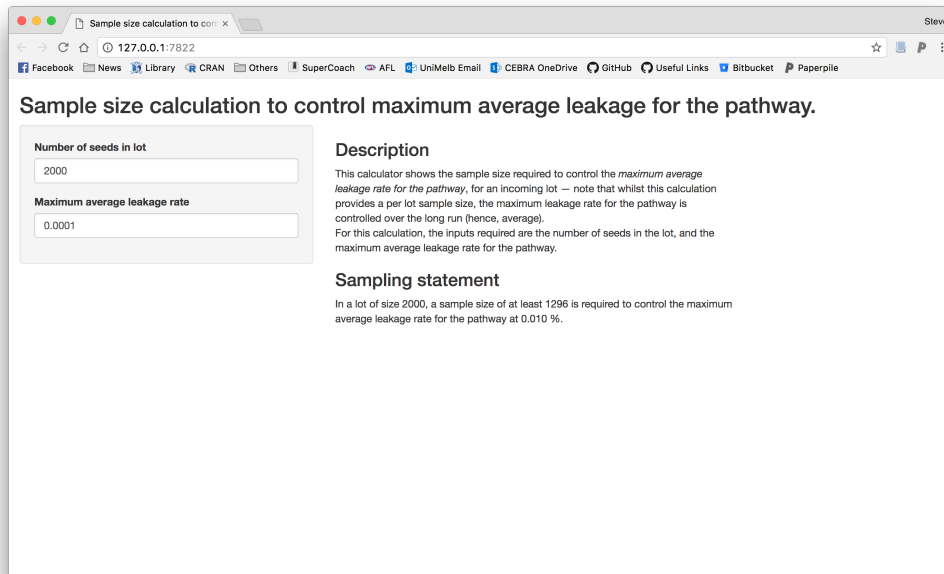 Sample size calculation to con
Steve
127.0.0.1:7822
Facebook News Library CRAN Others SuperCoach AFL UniMelb Email CEBRA OneDrive GitHub Useful Links Bitbucket Paperpile
Sample size calculation to control maximum average leakage for the pathway.
Number of seeds in lot
2000
Maximum average leakage rate
0.0001
Description
This calculator shows the sample size required to control the maximum average
leakage rate for the pathway, for an incoming lot — note that whilst this calculation
provides a per lot sample size, the maximum leakage rate for the pathway is
controlled over the long run (hence, average).
For this calculation, the inputs required are the number of seeds in the lot, and the
maximum average leakage rate for the pathway.
Sampling statement
In a lot of size 2000, a sample size of at least 1296 is required to control the maximum
average leakage rate for the pathway at 0.010 %.